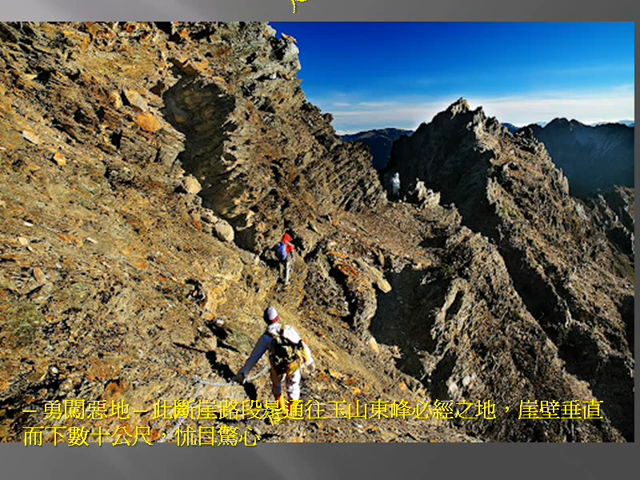 – 勇闖惡地 – 此斷崖路段是通往玉山東峰必經之地，崖壁垂直
而下數十公尺，怵目驚心